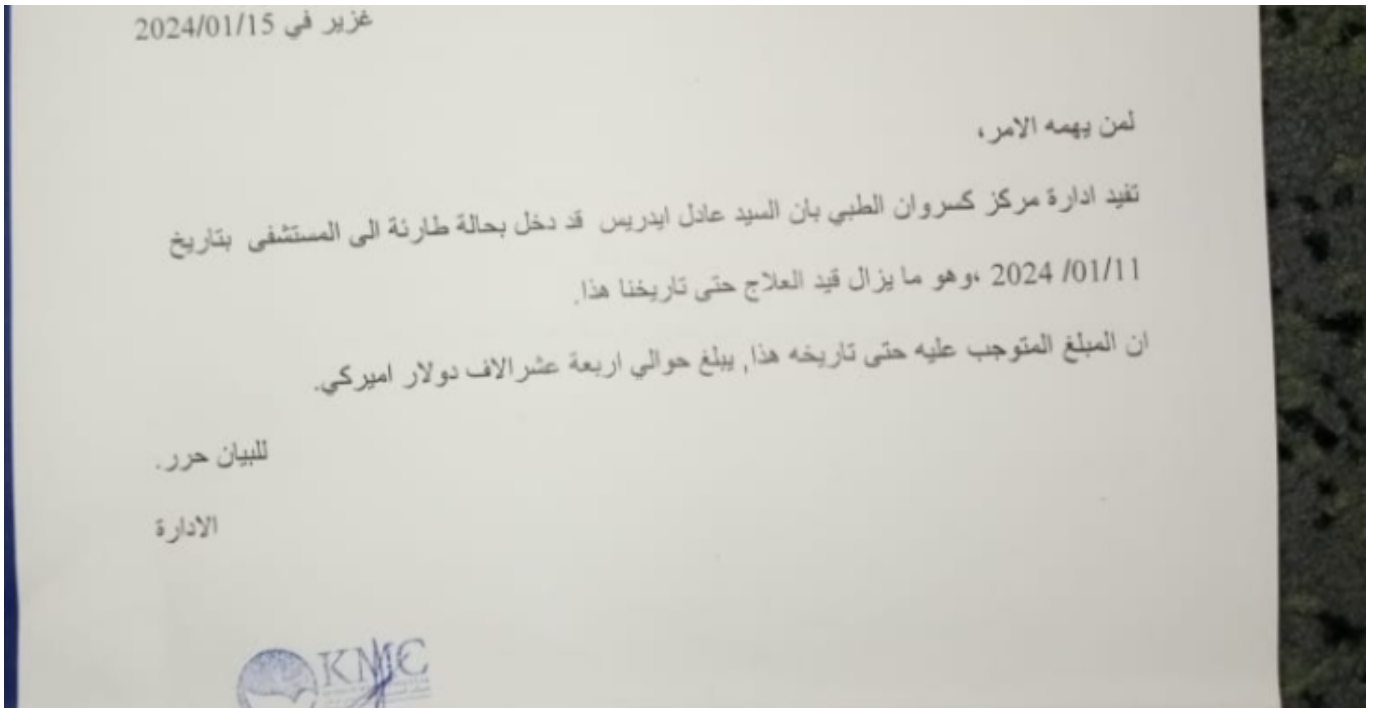 غزير في 2024/01/15
لمن يهمه الامر،
تفيد ادارة مركز كسروان الطبي بان السيد عادل ايدريس قد دخل بحالة طارئة الى المستشفى بتاريخ
2024 /01/11 ،وهو ما يزال قيد العلاج حتى تاريخنا هذا.
ان المبلغ المتوجب عليه حتى تاريخه هذا, يبلغ حوالي اربعة عشرالاف دولار اميركي.
للبيان حرر.
الادارة
KMC